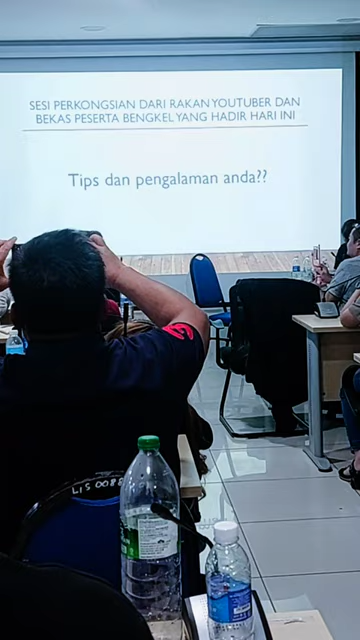 SESI PERKONGSIAN DARI RAKAN YOUTUBER DAN
BEKAS PESERTA BENGKEL YANG HADIR HARI INI
Tips dan pengalaman anda??